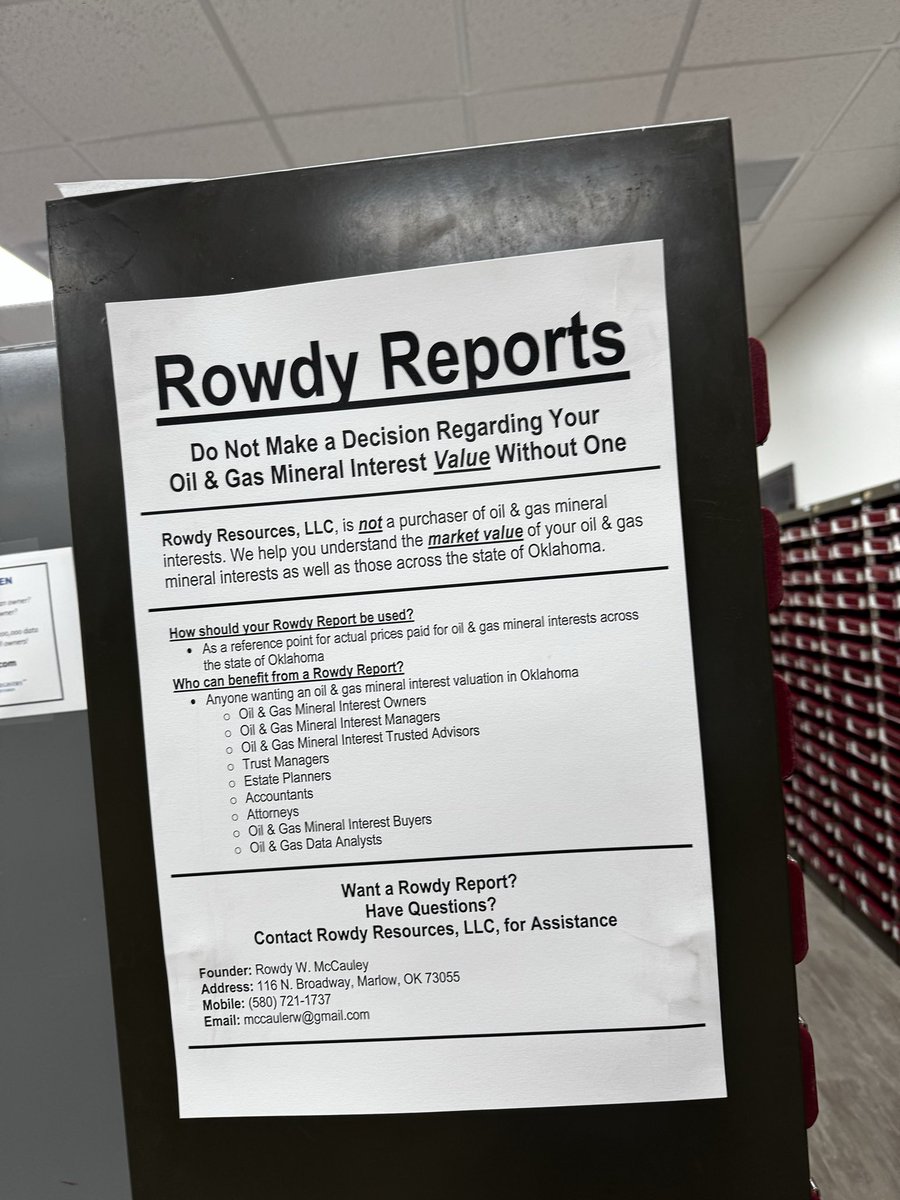 Rowdy Reports
Do Not Make a Decision Regarding Your
Oil & Gas Mineral Interest Value Without One
Rowdy Resources, LLC, is not a purchaser of oil & gas mineral
interests. We help you understand the market value of your oil & gas
mineral interests as well as those across the state of Oklahoma.
How should your Rowdy Report be used?
• As a reference point for actual prices paid for oil & gas mineral interests across
the state of Oklahoma
Who can benefit from a Rowdy Report?
• Anyone wanting an oil & gas mineral interest valuation in Oklahoma
○ Oil & Gas Mineral Interest Owners
○ Oil & Gas Mineral Interest Managers
○ Oil & Gas Mineral Interest Trusted Advisors
○ Trust Managers
○ Estate Planners
○ Accountants
○ Attorneys
○ Oil & Gas Mineral Interest Buyers
○ Oil & Gas Data Analysts
Want a Rowdy Report?
Have Questions?
Contact Rowdy Resources, LLC, for Assistance
Founder: Rowdy W. McCauley
Address: 116 N. Broadway, Marlow, OK 73055
Mobile: (580) 721-1737
Email: mccaulerw@gmail.com
EN
owner?
owner?
data
owners!
com